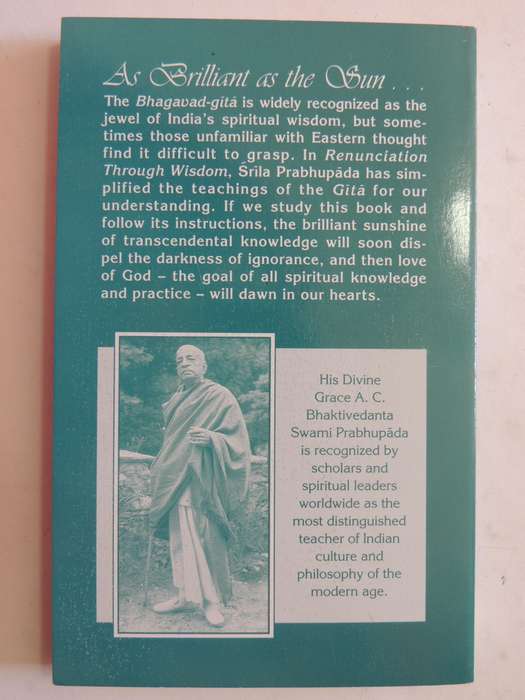 As Brilliant as the Sun . . .
The Bhagavad-gītā is widely recognized as the
jewel of India's spiritual wisdom, but some-
times those unfamiliar with Eastern thought
find it difficult to grasp. In Renunciation
Through Wisdom, Śrīla Prabhupāda has sim-
plified the teachings of the Gītā for our
understanding. If we study this book and
follow its instructions, the brilliant sunshine
of transcendental knowledge will soon dis-
pel the darkness of ignorance, and then love
of God – the goal of all spiritual knowledge
and practice – will dawn in our hearts.
His Divine
Grace A. C.
Bhaktivedanta
Swami Prabhupāda
is recognized by
scholars and
spiritual leaders
worldwide as the
most distinguished
teacher of Indian
culture and
philosophy of the
modern age.